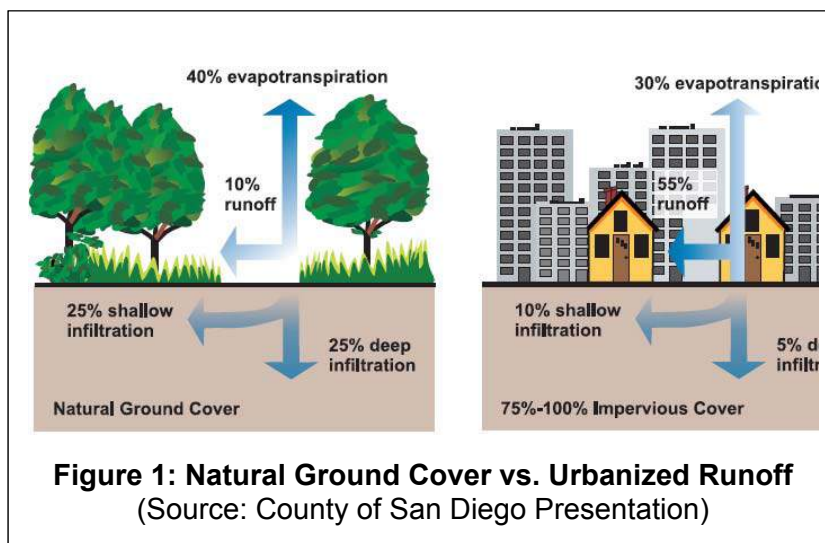 40% evapotranspiration
10%
runoff
25% shallow
infiltration
25% deep
infiltration
Natural Ground Cover
30%
55%
runoff
10% shallow
infiltration
5%
75%-100% Impervious Cover
Figure 1: Natural Ground Cover vs. Urbanized Runoff
(Source: County of San Diego Presentation)